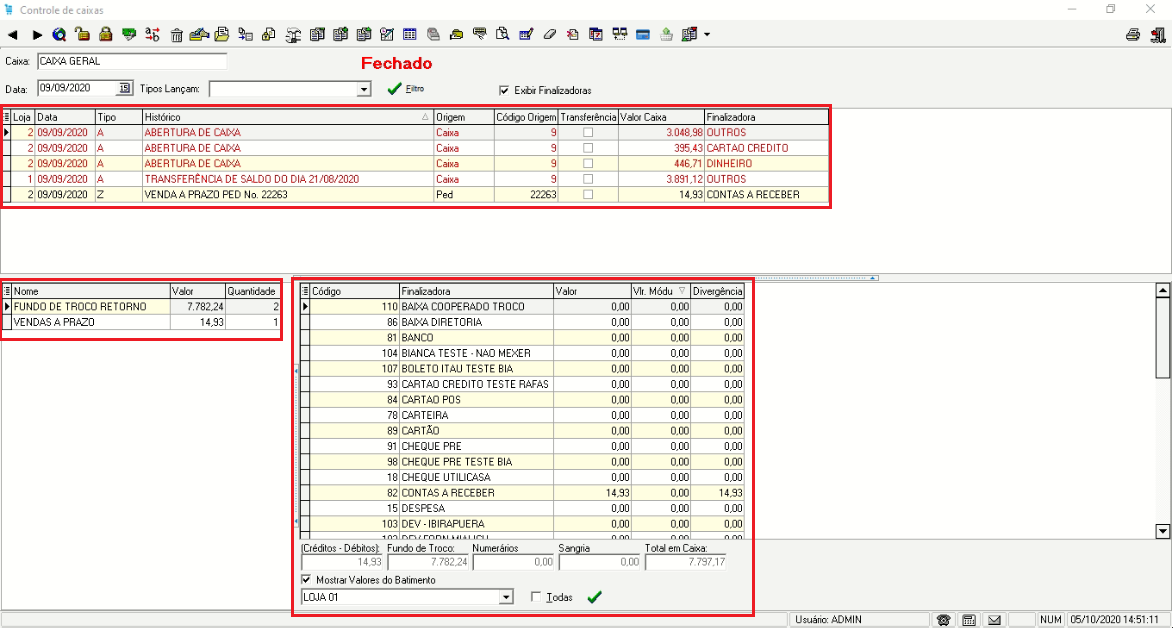 Controle de caixas
Caixa: CAIXA GERAL
Fechado
Data: 09/09/2020 15 Tipos Lançam: Filtro Exibir Finalizadoras
Loja Data Tipo Histórico Origem Código Origem Transferência Valor Caixa Finalizadora
2 09/09/2020 A ABERTURA DE CAIXA Caixa 9 3.048,98 OUTROS
2 09/09/2020 A ABERTURA DE CAIXA Caixa 9 395,43 CARTAO CREDITO
2 09/09/2020 A ABERTURA DE CAIXA Caixa 9 446,71 DINHEIRO
1 09/09/2020 A TRANSFERÊNCIA DE SALDO DO DIA 21/08/2020 Caixa 9 3.891,12 OUTROS
2 09/09/2020 Z VENDA A PRAZO PED No. 22263 Ped 22263 14,93 CONTAS A RECEBER
Nome Valor Quantidade
FUNDO DE TROCO RETORNO 7.782,24 2
VENDAS A PRAZO 14,93 1
Código Finalizadora Valor Vlr. Módu Divergência
110 BAIXA COOPERADO TROCO 0,00 0,00 0,00
86 BAIXA DIRETORIA 0,00 0,00 0,00
81 BANCO 0,00 0,00 0,00
104 BIANCA TESTE - NAO MEXER 0,00 0,00 0,00
107 BOLETO ITAU TESTE BIA 0,00 0,00 0,00
93 CARTAO CREDITO TESTE RAFAS 0,00 0,00 0,00
84 CARTAO POS 0,00 0,00 0,00
78 CARTEIRA 0,00 0,00 0,00
89 CARTÃO 0,00 0,00 0,00
91 CHEQUE PRE 0,00 0,00 0,00
98 CHEQUE PRE TESTE BIA 0,00 0,00 0,00
18 CHEQUE UTILICASA 0,00 0,00 0,00
82 CONTAS A RECEBER 14,93 0,00 14,93
15 DESPESA 0,00 0,00 0,00
103 DEV - IBIRAPUERA 0,00 0,00 0,00
(Créditos - Débitos): Fundo de Troco: Numerários Sangria Total em Caixa:
14,93 7.782,24 0,00 0,00 7.797,17
Mostrar Valores do Batimento
LOJA 01 Todas
Usuário: ADMIN NUM 05/10/2020 14:51:11